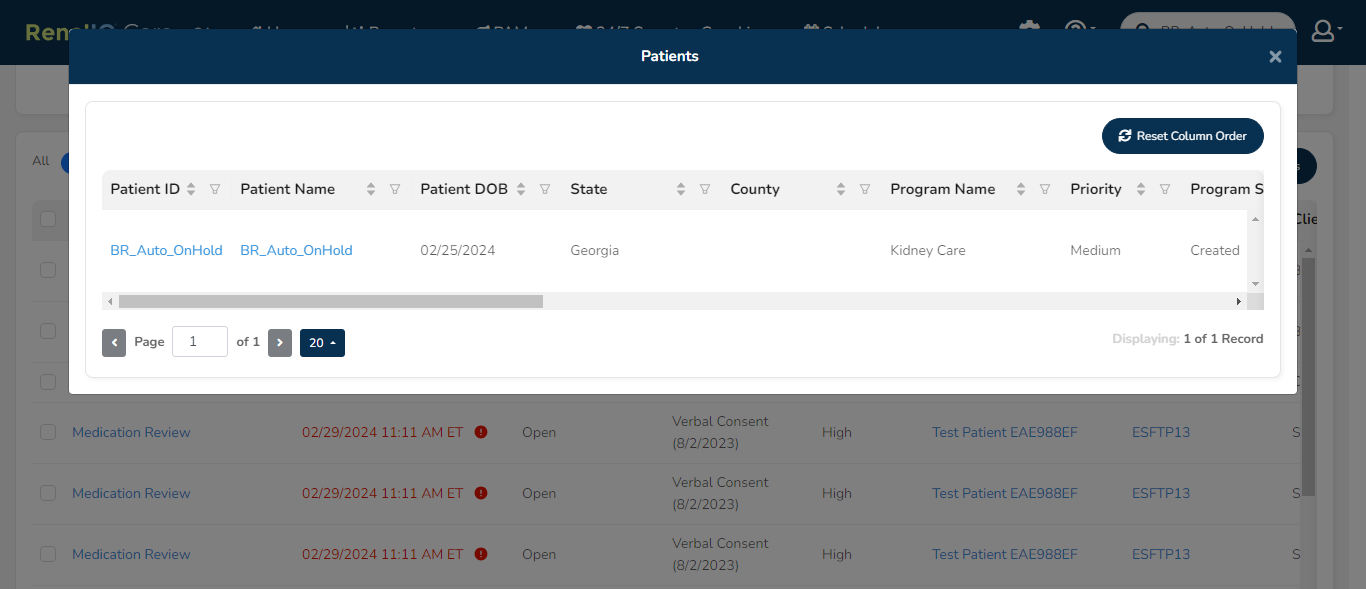 Patients
×
All
Reset Column Order
Patient ID Patient Name Patient DOB State County Program Name Priority Program S
BR_Auto_OnHold BR_Auto_OnHold 02/25/2024 Georgia Kidney Care Medium Created
Page 1 of 1 20
Displaying: 1 of 1 Record
Clie
Medication Review 02/29/2024 11:11 AM ET Open Verbal Consent (8/2/2023) High Test Patient EAE988EF ESFTP13 S
Medication Review 02/29/2024 11:11 AM ET Open Verbal Consent (8/2/2023) High Test Patient EAE988EF ESFTP13 S
Medication Review 02/29/2024 11:11 AM ET Open Verbal Consent (8/2/2023) High Test Patient EAE988EF ESFTP13 S